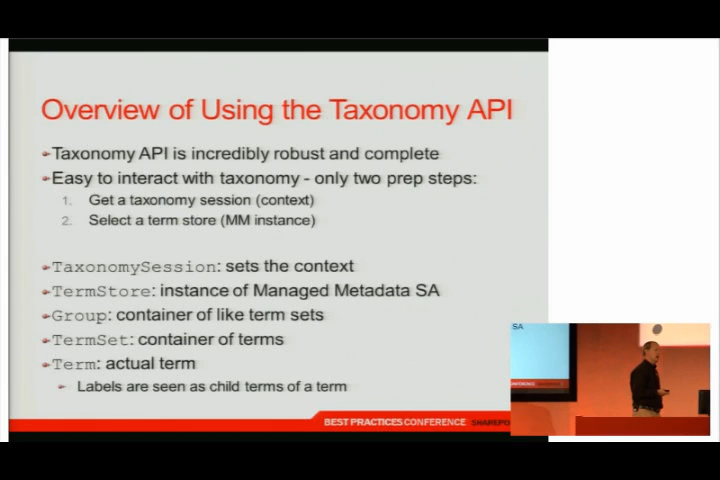 Overview of Using the Taxonomy API
Taxonomy API is incredibly robust and complete
Easy to interact with taxonomy - only two prep steps:
1. Get a taxonomy session (context)
2. Select a term store (MM instance)
TaxonomySession: sets the context
TermStore: instance of Managed Metadata SA
Group: container of like term sets
TermSet: container of terms
Term: actual term
Labels are seen as child terms of a term
BEST PRACTICES CONFERENCE SHAREPO
SA